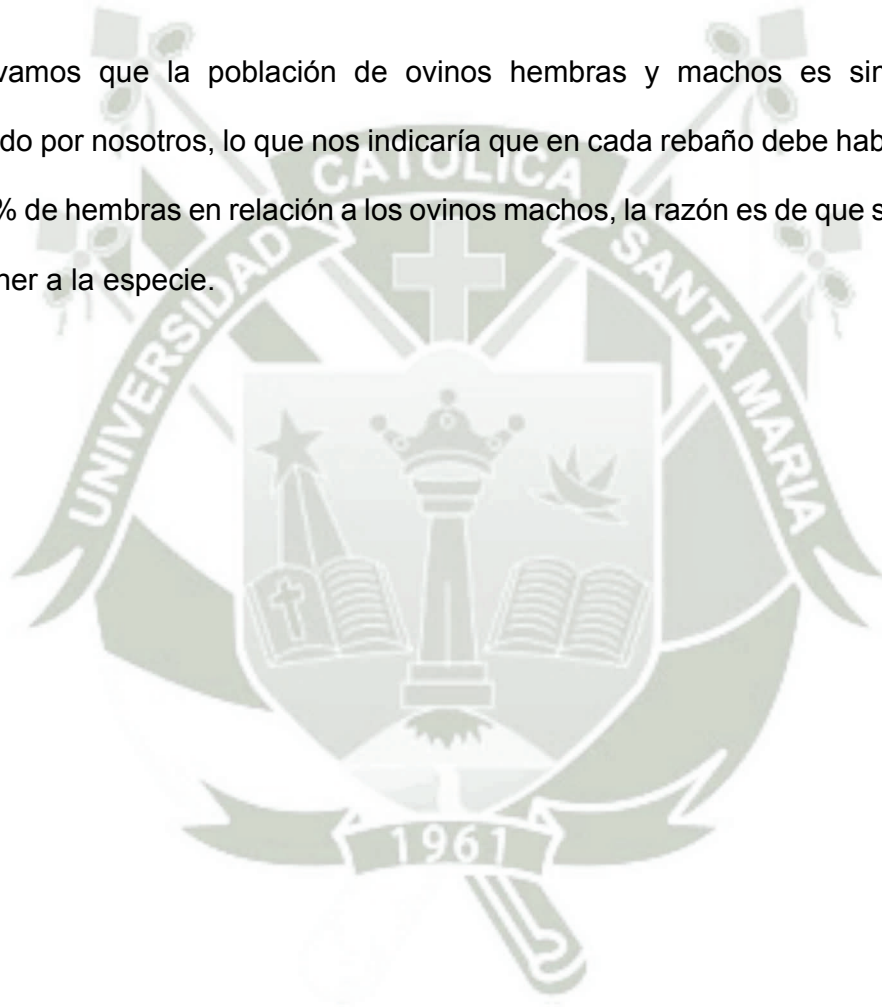 vamos que la población de ovinos hembras y machos es sin
do por nosotros, lo que nos indicaría que en cada rebaño debe hab
% de hembras en relación a los ovinos machos, la razón es de que s
ner a la especie.
UNIVERSIDAD CATOLICA SANTA MARIA
1961